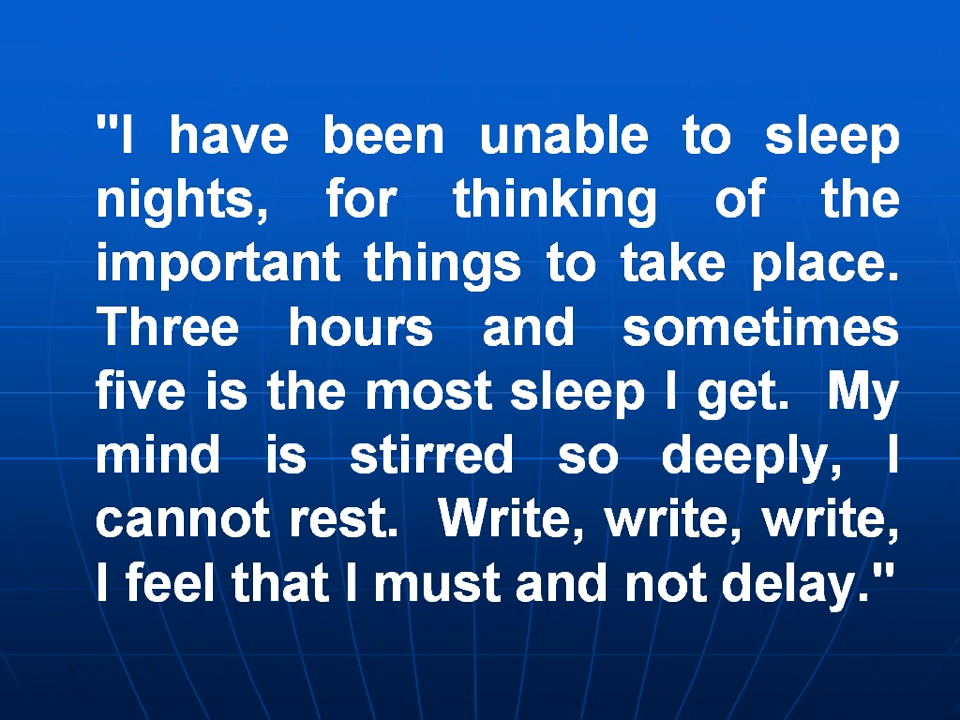 "I have been unable to sleep
nights, for thinking of the
important things to take place.
Three hours and sometimes
five is the most sleep I get.  My
mind is stirred so deeply, I
cannot rest.  Write, write, write,
I feel that I must and not delay."